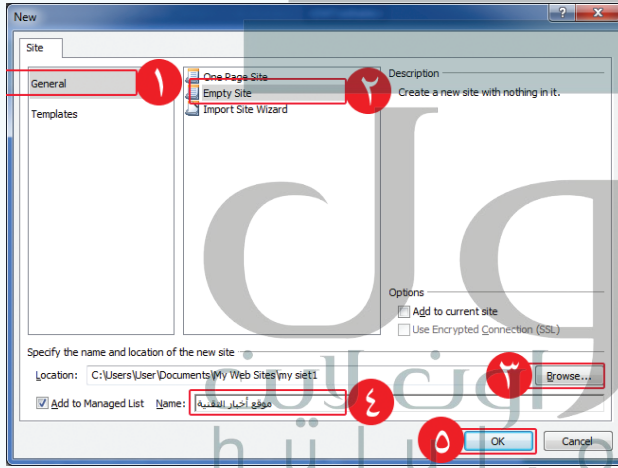 New
Site
General
١
Templates
One Page Site
Empty Site
٢
Import Site Wizard
Description
Create a new site with nothing in it.
Options
Add to current site
Use Encrypted Connection (SSL)
Specify the name and location of the new site
Location: C:\Users\User\Documents\My Web Sites\my siet1
٣
Browse...
Add to Managed List Name: موقع أخبار التقنية
٤
٥
OK
Cancel